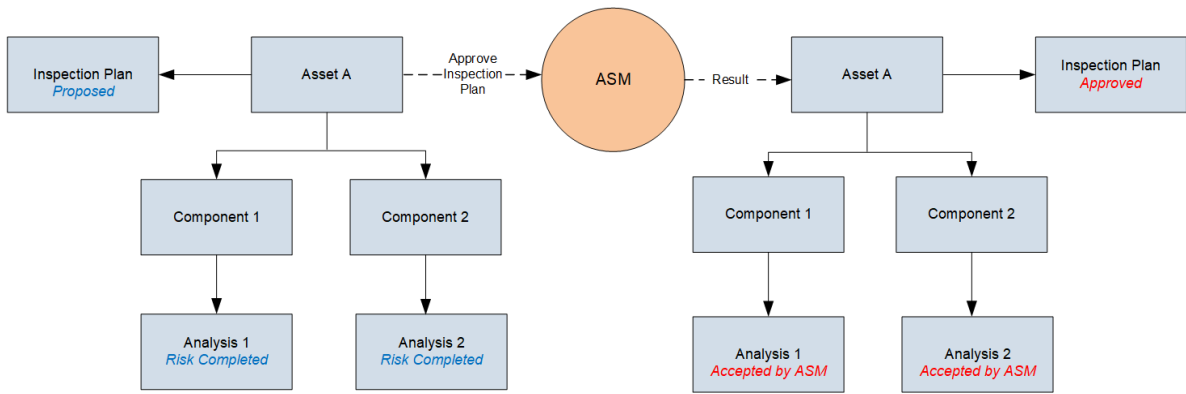 Inspection Plan
Proposed
Asset A
Approve
Inspection
Plan
ASM
Result
Asset A
Inspection Plan
Approved
Component 1
Component 2
Component 1
Component 2
Analysis 1
Risk Completed
Analysis 2
Risk Completed
Analysis 1
Accepted by ASM
Analysis 2
Accepted by ASM